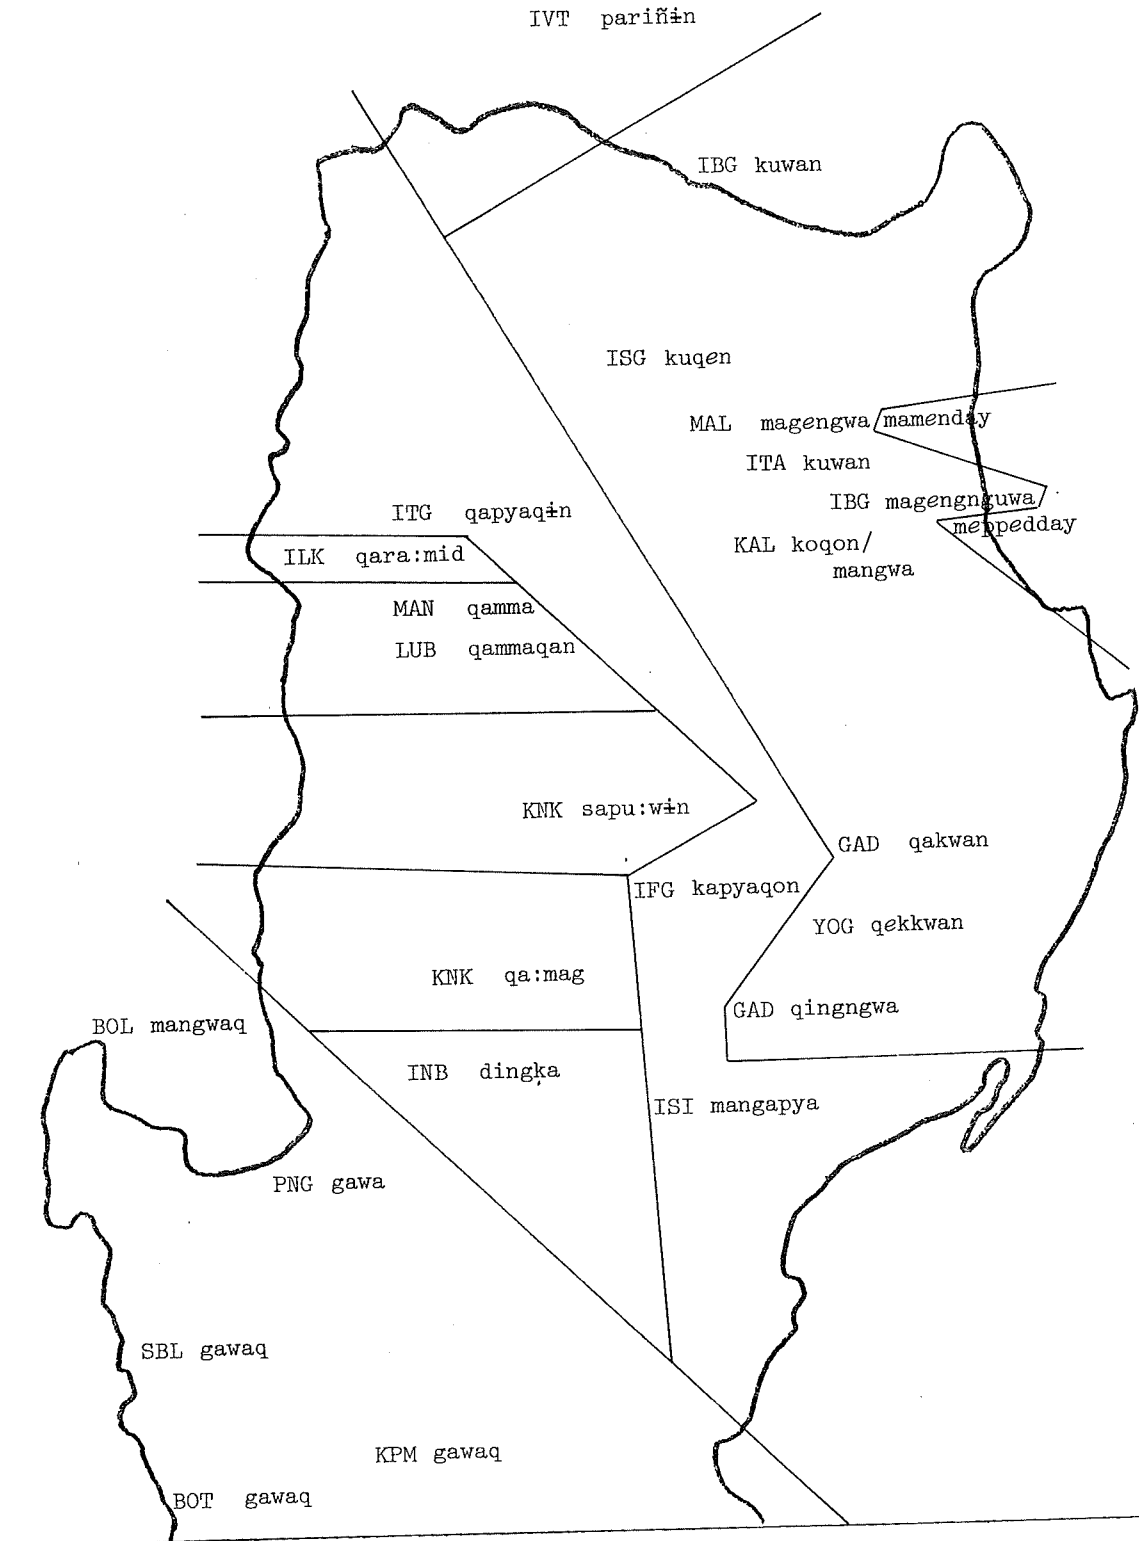 IVT pariñɨn
IBG kuwan
ISG kuqen
MAL magengwa/mamenday
ITA kuwan
IBG magengnguwa/
meppedday
ITG qapyaqɨn
KAL koqon/
mangwa
ILK qara:mid
MAN qamma
LUB qammaqan
KNK sapu:wɨn
GAD qakwan
IFG kapyaqon
YOG qekkwan
KNK qa:mag
GAD qingngwa
BOL mangwaq
INB dingḳa
ISI mangapya
PNG gawa
SBL gawaq
KPM gawaq
BOT gawaq